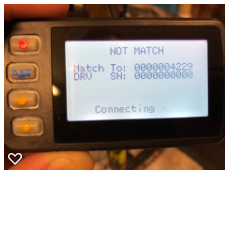 NOT MATCH
Match To: 0000004229
DRV SN: 0000000000
Connecting .